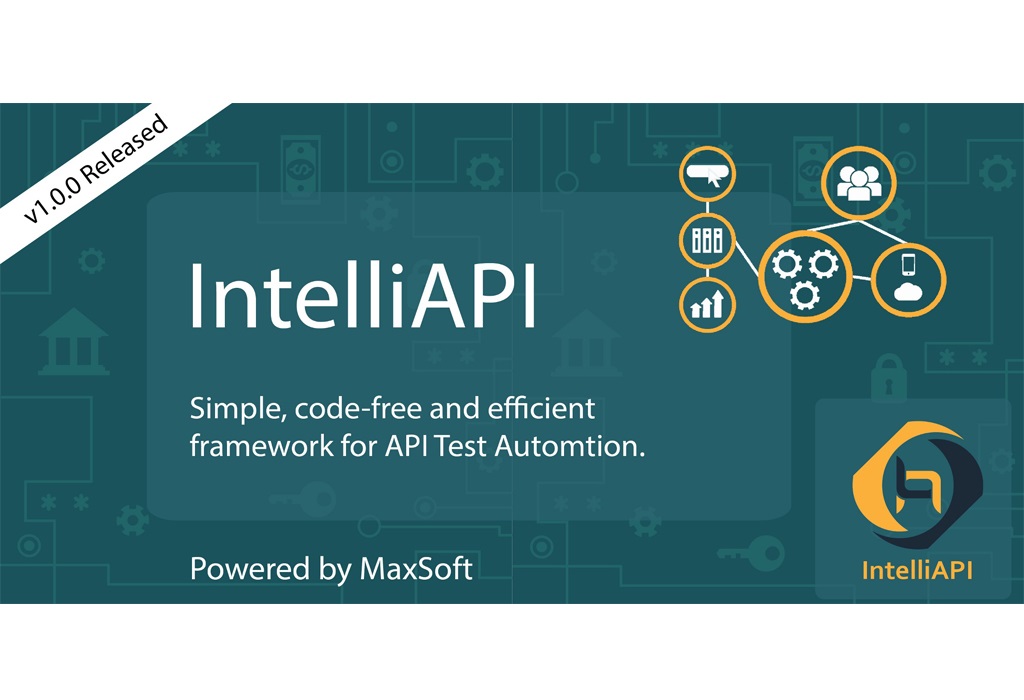 v1.0.0 Released
IntelliAPI
Simple, code-free and efficient
framework for API Test Automtion.
Powered by MaxSoft
IntelliAPI